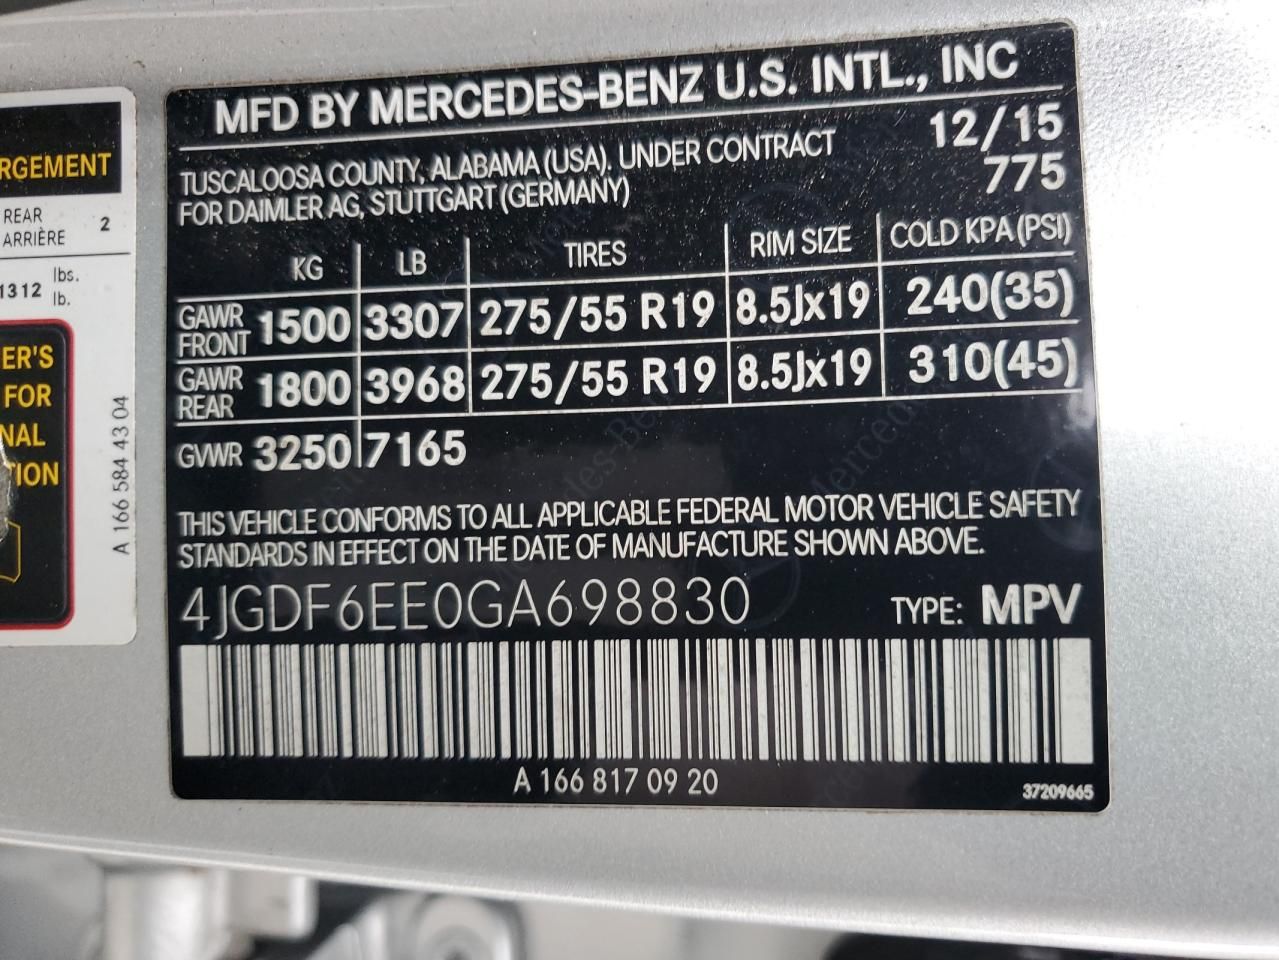 RGEMENT
REAR
ARRIÈRE 2
1312 lbs.
lb.
ER'S
FOR
NAL
TION
A 166 584 43 04
MFD BY MERCEDES-BENZ U.S. INTL., INC
TUSCALOOSA COUNTY, ALABAMA (USA). UNDER CONTRACT 12/15
FOR DAIMLER AG, STUTTGART (GERMANY) 775
KG LB TIRES RIM SIZE COLD KPA (PSI)
GAWR FRONT 1500 3307 275/55 R19 8.5Jx19 240(35)
GAWR REAR 1800 3968 275/55 R19 8.5Jx19 310(45)
GVWR 3250 7165
THIS VEHICLE CONFORMS TO ALL APPLICABLE FEDERAL MOTOR VEHICLE SAFETY
STANDARDS IN EFFECT ON THE DATE OF MANUFACTURE SHOWN ABOVE.
4JGDF6EE0GA698830 TYPE: MPV
A 166 817 09 20
37209665